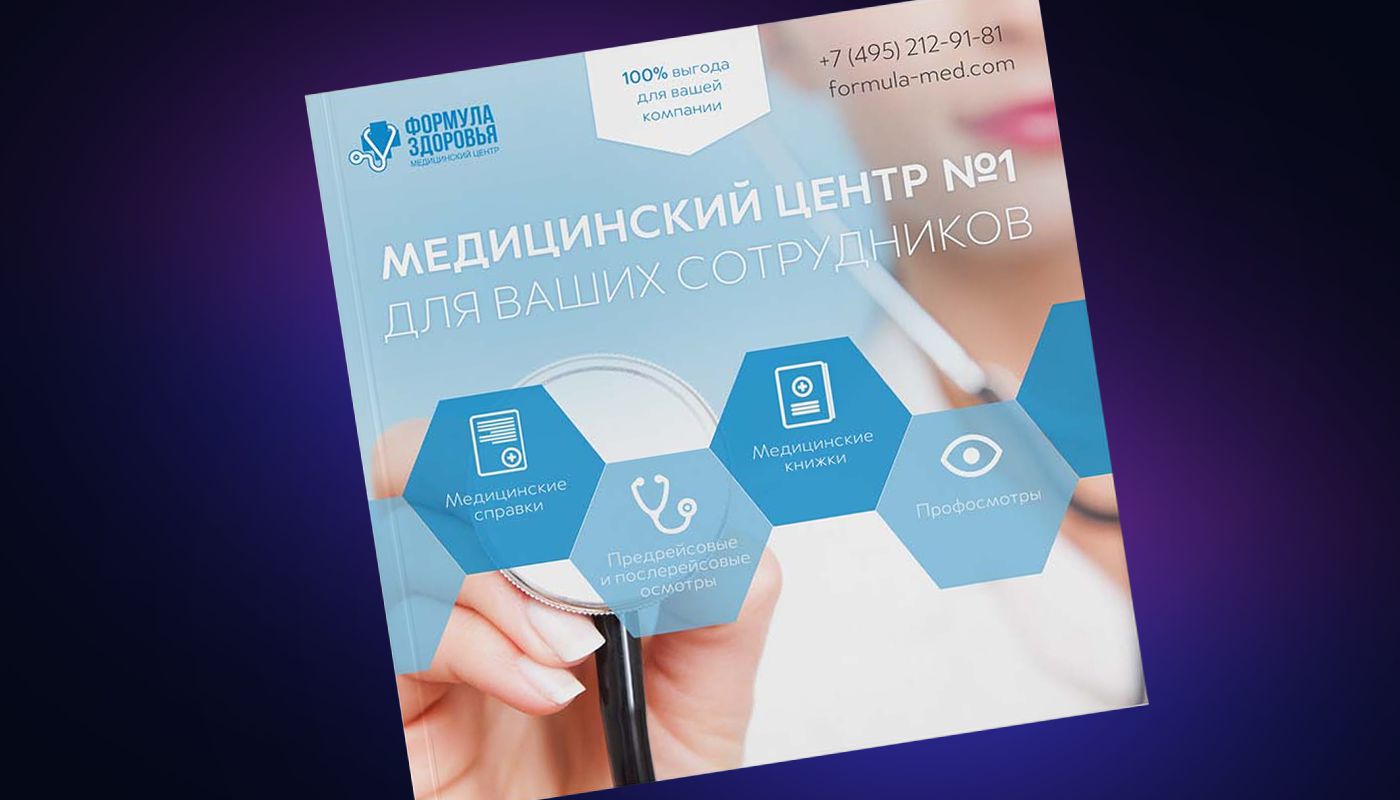 ФОРМУЛА
ЗДОРОВЬЯ
МЕДИЦИНСКИЙ ЦЕНТР
100% выгода
для вашей
компании
+7 (495) 212-91-81
formula-med.com
МЕДИЦИНСКИЙ ЦЕНТР №1
ДЛЯ ВАШИХ СОТРУДНИКОВ
Медицинские
справки
Предрейсовые
и послерейсовые
осмотры
Медицинские
книжки
Профосмотры